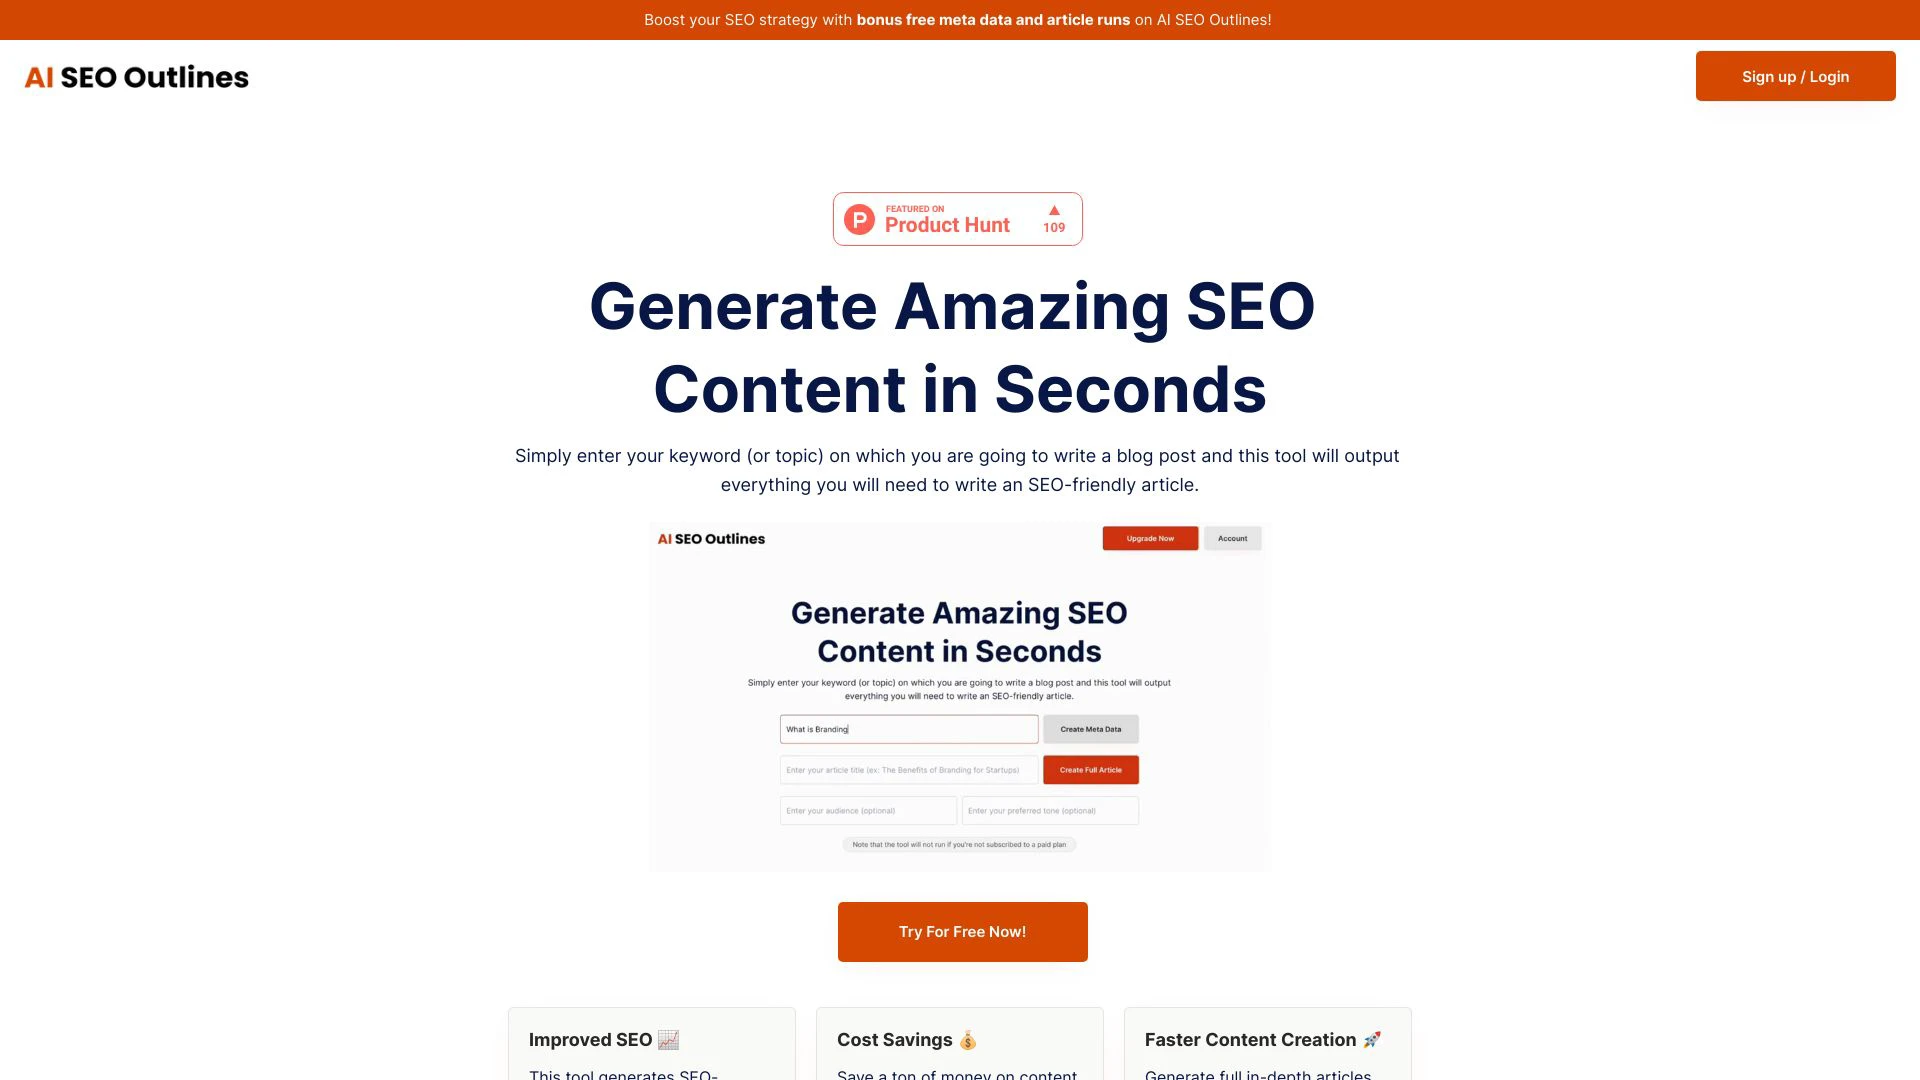 Boost your SEO strategy with bonus free meta data and article runs on AI SEO Outlines!
AI SEO Outlines
Sign up / Login
FEATURED ON
Product Hunt
109
Generate Amazing SEO
Content in Seconds
Simply enter your keyword (or topic) on which you are going to write a blog post and this tool will output
everything you will need to write an SEO-friendly article.
AI SEO Outlines
Upgrade Now
Account
Generate Amazing SEO
Content in Seconds
Simply enter your keyword (or topic) on which you are going to write a blog post and this tool will output
everything you will need to write an SEO-friendly article.
What is Branding
Create Meta Data
Enter your article title (ex: The Benefits of Branding for Startups)
Create Full Article
Enter your audience (optional)
Enter your preferred tone (optional)
Note that the tool will not run if you're not subscribed to a paid plan
Try For Free Now!
Improved SEO 📈
This tool generates SEO-
Cost Savings 💰
Save a ton of money on content
Faster Content Creation 🚀
Generate full in-depth articles